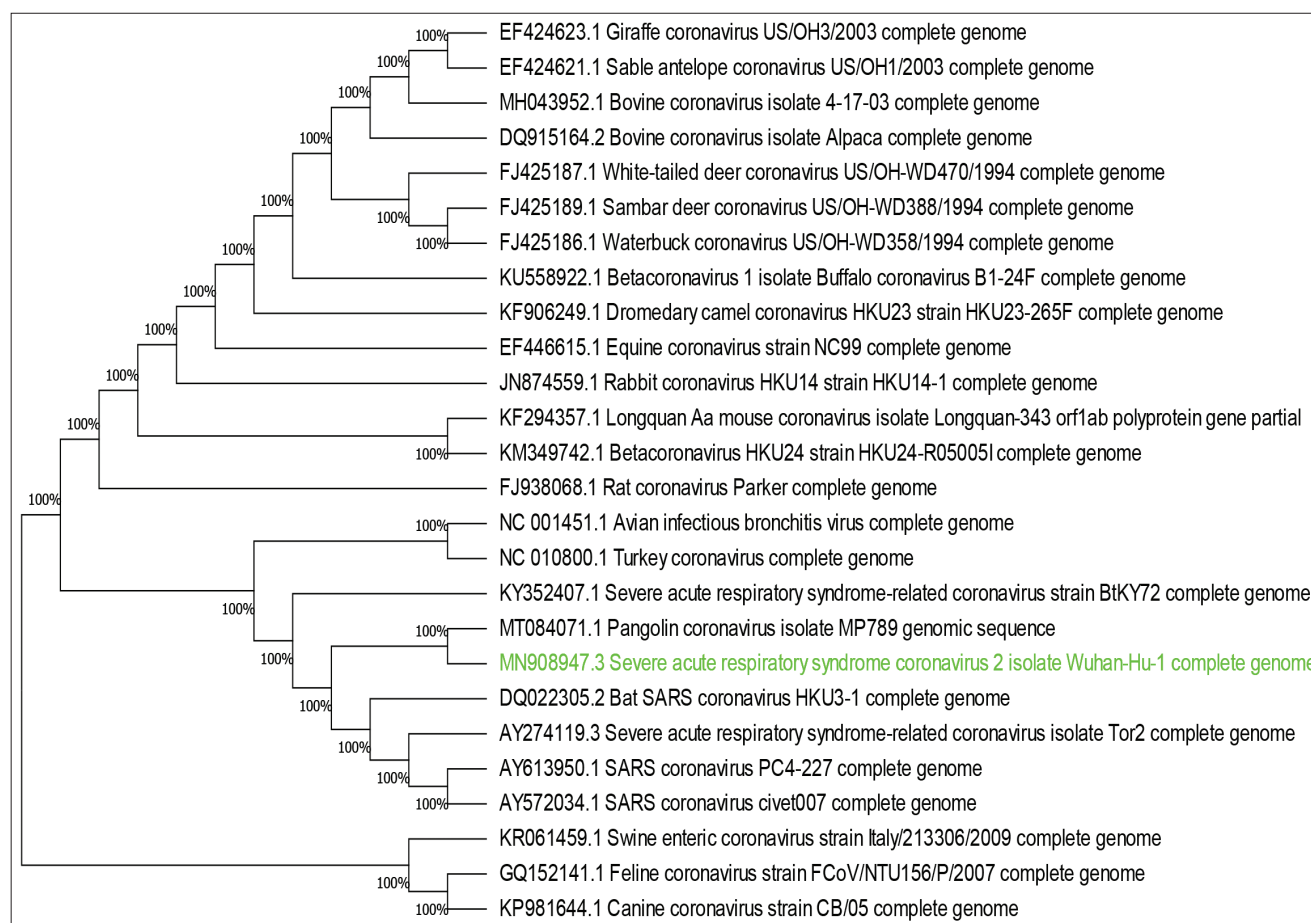 100%
EF424623.1 Giraffe coronavirus US/OH3/2003 complete genome
100%
EF424621.1 Sable antelope coronavirus US/OH1/2003 complete genome
100%
MH043952.1 Bovine coronavirus isolate 4-17-03 complete genome
100%
DQ915164.2 Bovine coronavirus isolate Alpaca complete genome
FJ425187.1 White-tailed deer coronavirus US/OH-WD470/1994 complete genome
100%
100%
FJ425189.1 Sambar deer coronavirus US/OH-WD388/1994 complete genome
100%
FJ425186.1 Waterbuck coronavirus US/OH-WD358/1994 complete genome
100%
100%
KU558922.1 Betacoronavirus 1 isolate Buffalo coronavirus B1-24F complete genome
100%
KF906249.1 Dromedary camel coronavirus HKU23 strain HKU23-265F complete genome
100%
EF446615.1 Equine coronavirus strain NC99 complete genome
100%
JN874559.1 Rabbit coronavirus HKU14 strain HKU14-1 complete genome
100%
KF294357.1 Longquan Aa mouse coronavirus isolate Longquan-343 orf1ab polyprotein gene partial
100%
KM349742.1 Betacoronavirus HKU24 strain HKU24-R05005I complete genome
FJ938068.1 Rat coronavirus Parker complete genome
100%
100%
NC 001451.1 Avian infectious bronchitis virus complete genome
NC 010800.1 Turkey coronavirus complete genome
KY352407.1 Severe acute respiratory syndrome-related coronavirus strain BtKY72 complete genome
100%
100%
MT084071.1 Pangolin coronavirus isolate MP789 genomic sequence
100%
MN908947.3 Severe acute respiratory syndrome coronavirus 2 isolate Wuhan-Hu-1 complete genome
DQ022305.2 Bat SARS coronavirus HKU3-1 complete genome
100%
AY274119.3 Severe acute respiratory syndrome-related coronavirus isolate Tor2 complete genome
100%
AY613950.1 SARS coronavirus PC4-227 complete genome
100%
AY572034.1 SARS coronavirus civet007 complete genome
100%
KR061459.1 Swine enteric coronavirus strain Italy/213306/2009 complete genome
GQ152141.1 Feline coronavirus strain FCoV/NTU156/P/2007 complete genome
100%
KP981644.1 Canine coronavirus strain CB/05 complete genome
100%